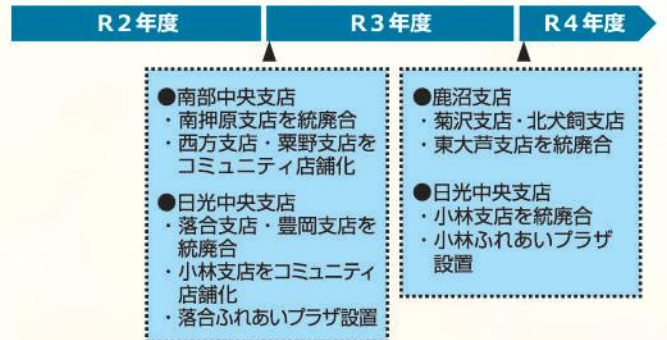 R2年度
R3年度
R4年度
●南部中央支店
・南押原支店を統廃合
・西方支店・粟野支店を
コミュニティ店舗化
●日光中央支店
・落合支店・豊岡支店を
統廃合
・小林支店をコミュニティ
店舗化
・落合ふれあいプラザ設置
●鹿沼支店
・菊沢支店・北犬飼支店
・東大芦支店を統廃合
●日光中央支店
・小林支店を統廃合
・小林ふれあいプラザ
設置